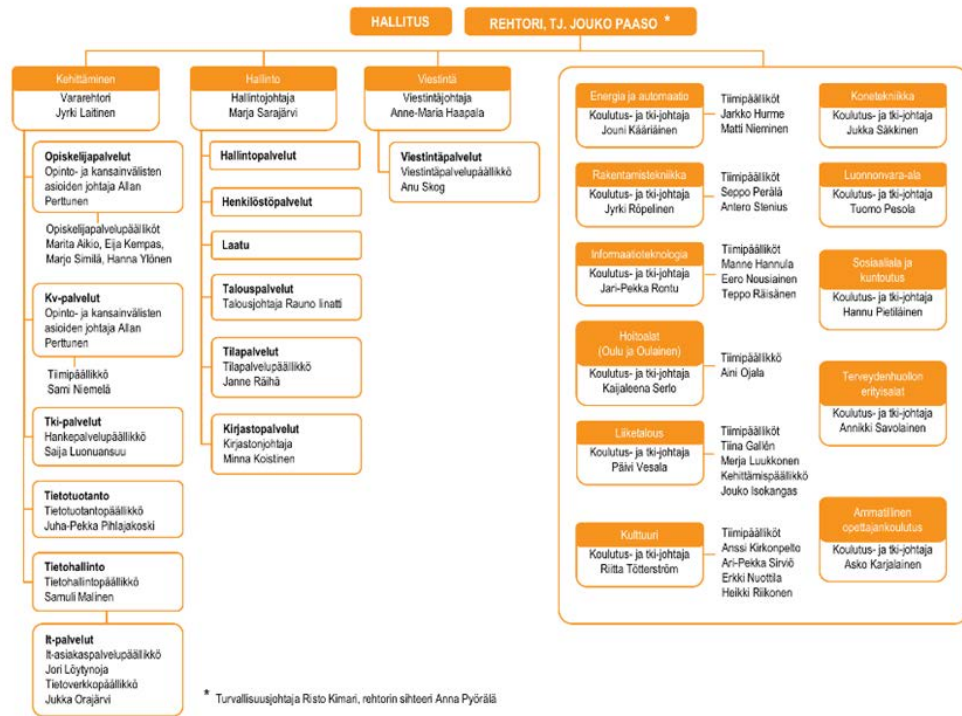 HALLITUS
REHTORI, TJ. JOUKO PAASO *
Kehittäminen
Vararehtori
Jyrki Laitinen
Opiskelijapalvelut
Opinto- ja kansainvälisten
asioiden johtaja Allan
Perttunen
Opiskelijapalvelupäälliköt
Marita Aikio, Eija Kempas,
Marjo Similä, Hanna Ylönen
Kv-palvelut
Opinto- ja kansainvälisten
asioiden johtaja Allan
Perttunen
Tiimipäällikkö
Sami Niemelä
Tki-palvelut
Hankepalvelupäällikkö
Saija Luonuansuu
Tietotuotanto
Tietotuotantopäällikkö
Juha-Pekka Pihlajakoski
Tietohallinto
Tietohallintopäällikkö
Samuli Malinen
It-palvelut
It-asiakaspalvelupäällikkö
Jori Löytynoja
Tietoverkkopäällikkö
Jukka Orajärvi
Hallinto
Hallintojohtaja
Marja Sarajärvi
Hallintopalvelut
Henkilöstöpalvelut
Laatu
Talouspalvelut
Talousjohtaja Rauno Iinatti
Tilapalvelut
Tilapalvelupäällikkö
Janne Räihä
Kirjastopalvelut
Kirjastonjohtaja
Minna Koistinen
Viestintä
Viestintäjohtaja
Anne-Maria Haapala
Viestintäpalvelut
Viestintäpalvelupäällikkö
Anu Skog
Energia ja automaatio
Koulutus- ja tki-johtaja
Jouni Kääriäinen
Tiimipäälliköt
Jarkko Hurme
Matti Nieminen
Rakentamistekniikka
Koulutus- ja tki-johtaja
Jyrki Röpelinen
Tiimipäälliköt
Seppo Perälä
Antero Stenius
Informaatioteknologia
Koulutus- ja tki-johtaja
Jari-Pekka Rontu
Tiimipäälliköt
Manne Hannula
Eero Nousiainen
Teppo Räisänen
Hoitoalat
(Oulu ja Oulainen)
Koulutus- ja tki-johtaja
Kaijaleena Serlo
Tiimipäällikkö
Aini Ojala
Liiketalous
Koulutus- ja tki-johtaja
Päivi Vesala
Tiimipäälliköt
Tiina Gallén
Merja Luukkonen
Kehittämispäällikkö
Jouko Isokangas
Kulttuuri
Koulutus- ja tki-johtaja
Riitta Tötterström
Tiimipäälliköt
Anssi Kirkonpelto
Ari-Pekka Sirviö
Erkki Nuottila
Heikki Riikonen
Konetekniikka
Koulutus- ja tki-johtaja
Jukka Säkkinen
Luonnonvara-ala
Koulutus- ja tki-johtaja
Tuomo Pesola
Sosiaaliala ja
kuntoutus
Koulutus- ja tki-johtaja
Hannu Pietiläinen
Terveydenhuollon
erityisalat
Koulutus- ja tki-johtaja
Annikki Savolainen
Ammatillinen
opettajankoulutus
Koulutus- ja tki-johtaja
Asko Karjalainen
* Turvallisuusjohtaja Risto Kimari, rehtorin sihteeri Anna Pyörälä